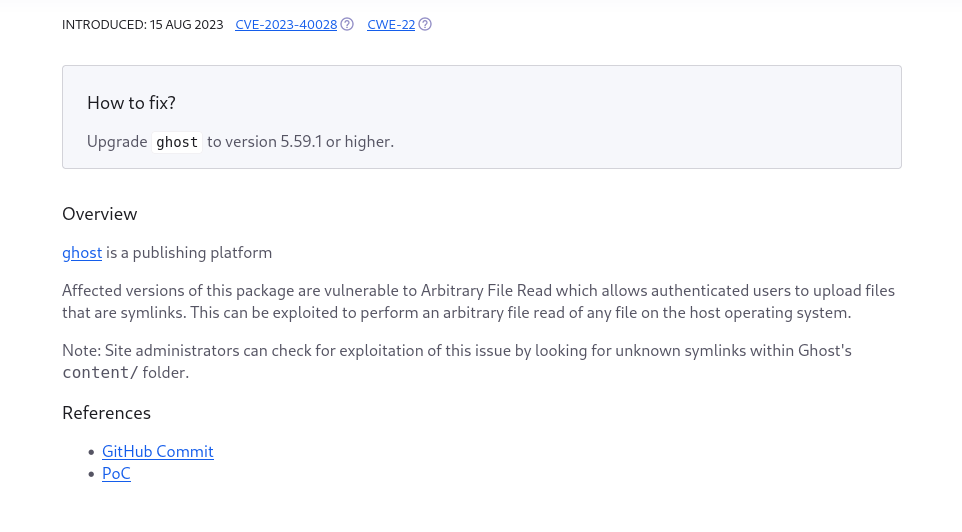 INTRODUCED: 15 AUG 2023 CVE-2023-40028 ? CWE-22 ?
How to fix?
Upgrade ghost to version 5.59.1 or higher.
Overview
ghost is a publishing platform
Affected versions of this package are vulnerable to Arbitrary File Read which allows authenticated users to upload files
that are symlinks. This can be exploited to perform an arbitrary file read of any file on the host operating system.
Note: Site administrators can check for exploitation of this issue by looking for unknown symlinks within Ghost's
content/ folder.
References
• GitHub Commit
• PoC